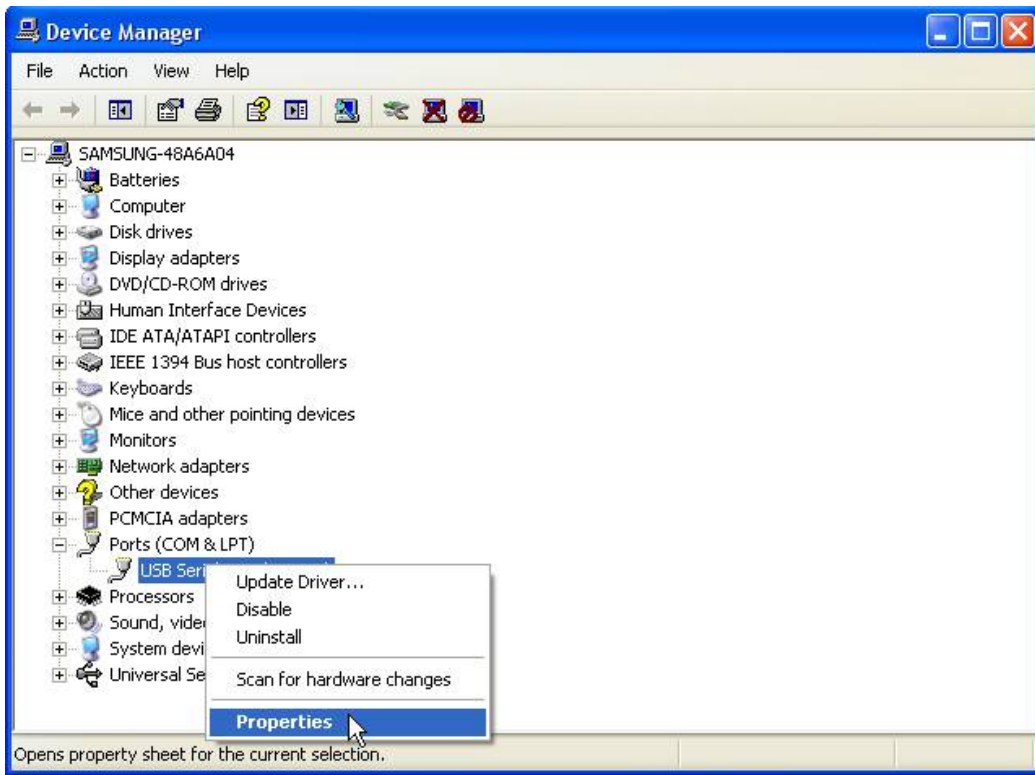 Device Manager
File Action View Help
SAMSUNG-48A6A04
Batteries
Computer
Disk drives
Display adapters
DVD/CD-ROM drives
Human Interface Devices
IDE ATA/ATAPI controllers
IEEE 1394 Bus host controllers
Keyboards
Mice and other pointing devices
Monitors
Network adapters
Other devices
PCMCIA adapters
Ports (COM & LPT)
USB Seri
Processors
Sound, vide
System devi
Universal Se
Update Driver...
Disable
Uninstall
Scan for hardware changes
Properties
Opens property sheet for the current selection.